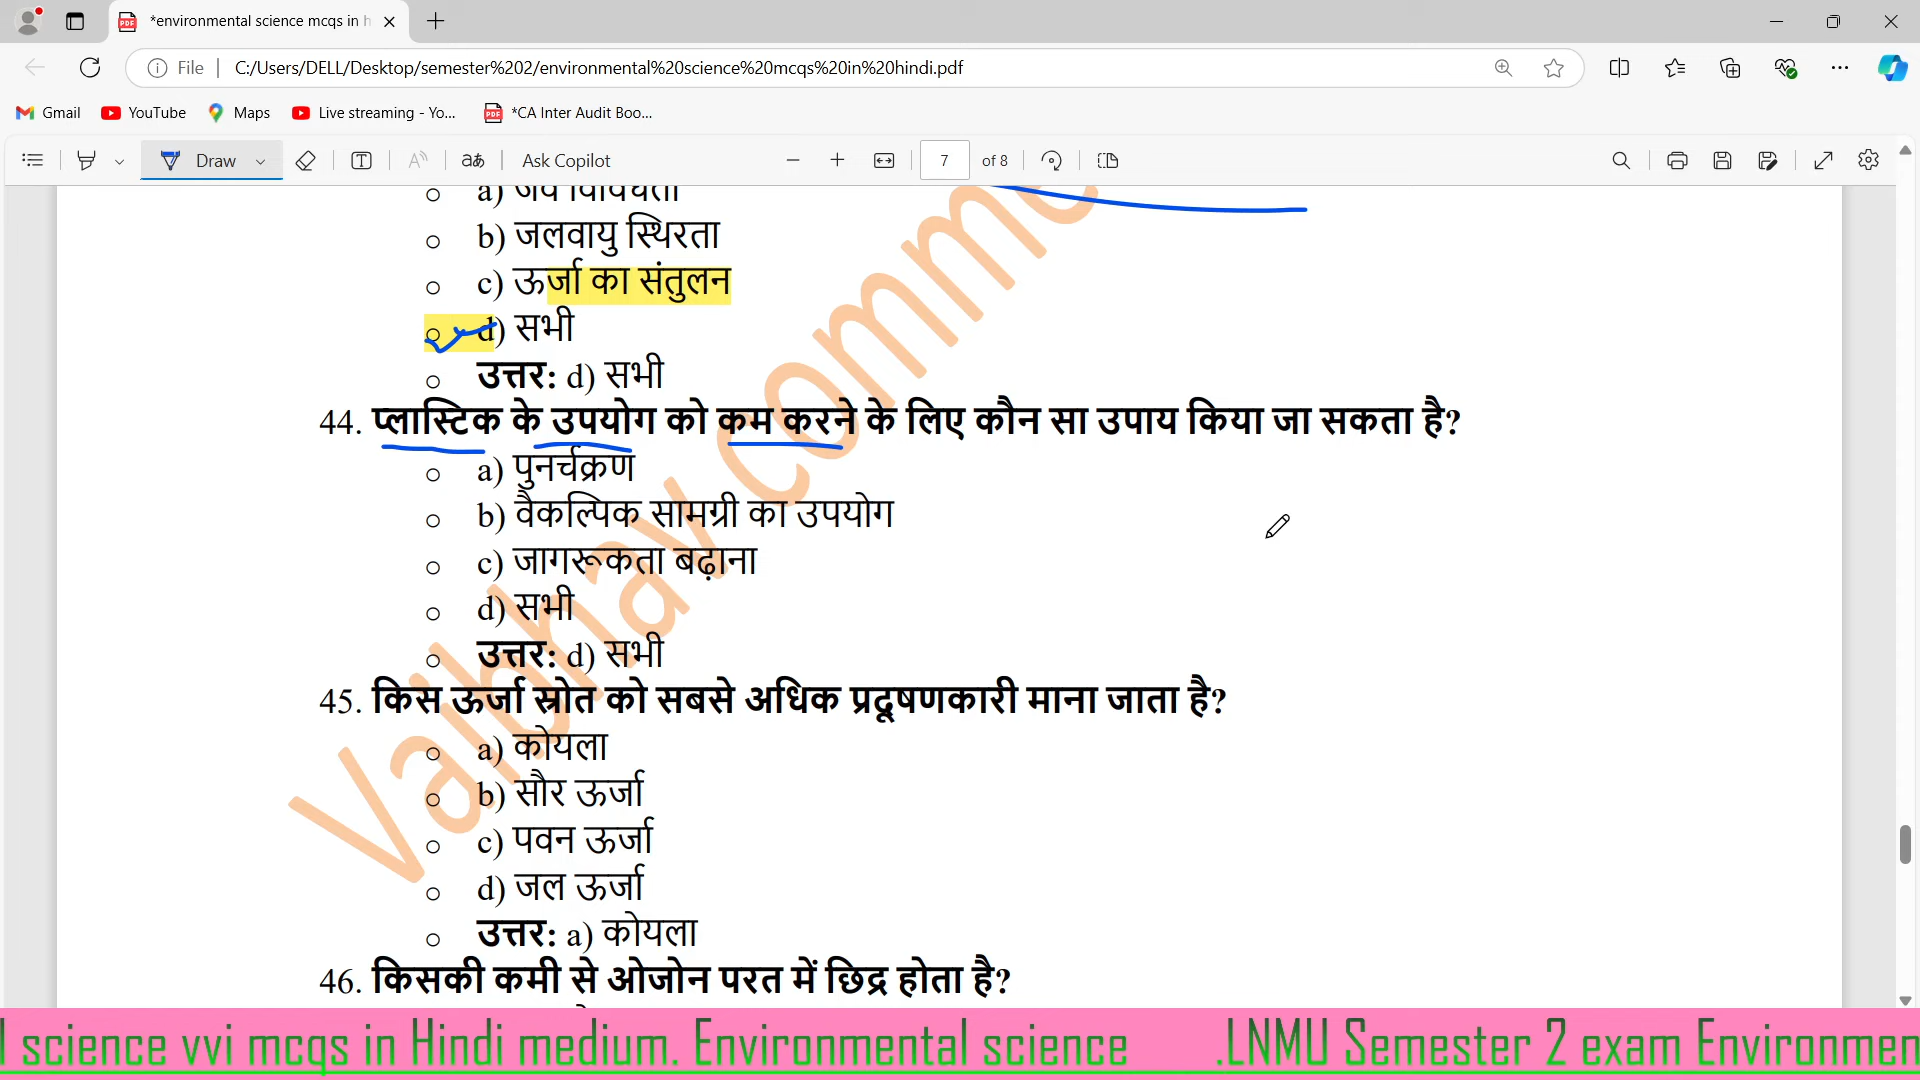 *environmental science mcqs in h
File C:/Users/DELL/Desktop/semester%202/environmental%20science%20mcqs%20in%20hindi.pdf
Gmail YouTube Maps Live streaming - Yo... *CA Inter Audit Boo...
Draw Ask Copilot 7 of 8
a) जैव विविधता
b) जलवायु स्थिरता
c) ऊर्जा का संतुलन
d) सभी
उत्तर: d) सभी
44. प्लास्टिक के उपयोग को कम करने के लिए कौन सा उपाय किया जा सकता है?
a) पुनर्चक्रण
b) वैकल्पिक सामग्री का उपयोग
c) जागरूकता बढ़ाना
d) सभी
उत्तर: d) सभी
45. किस ऊर्जा स्रोत को सबसे अधिक प्रदूषणकारी माना जाता है?
a) कोयला
b) सौर ऊर्जा
c) पवन ऊर्जा
d) जल ऊर्जा
उत्तर: a) कोयला
46. किसकी कमी से ओजोन परत में छिद्र होता है?
Vaibhav comme
l science vvi mcqs in Hindi medium. Environmental science .LNMU Semester 2 exam Environmen